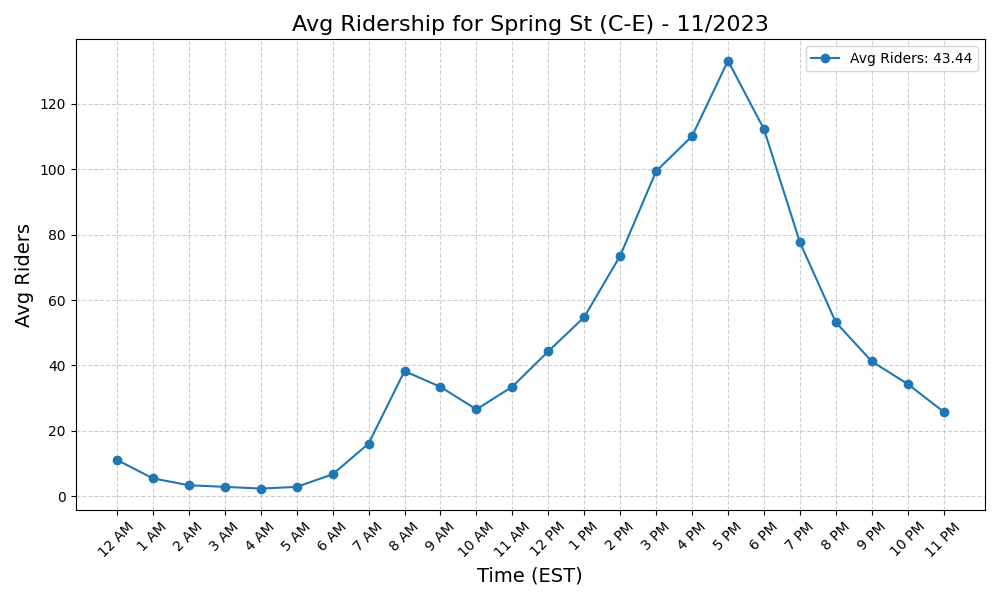 Avg Ridership for Spring St (C-E) - 11/2023
Avg Riders: 43.44
Avg Riders
120
100
80
60
40
20
0
12 AM
1 AM
2 AM
3 AM
4 AM
5 AM
6 AM
7 AM
8 AM
9 AM
10 AM
11 AM
12 PM
1 PM
2 PM
3 PM
4 PM
5 PM
6 PM
7 PM
8 PM
9 PM
10 PM
11 PM
Time (EST)